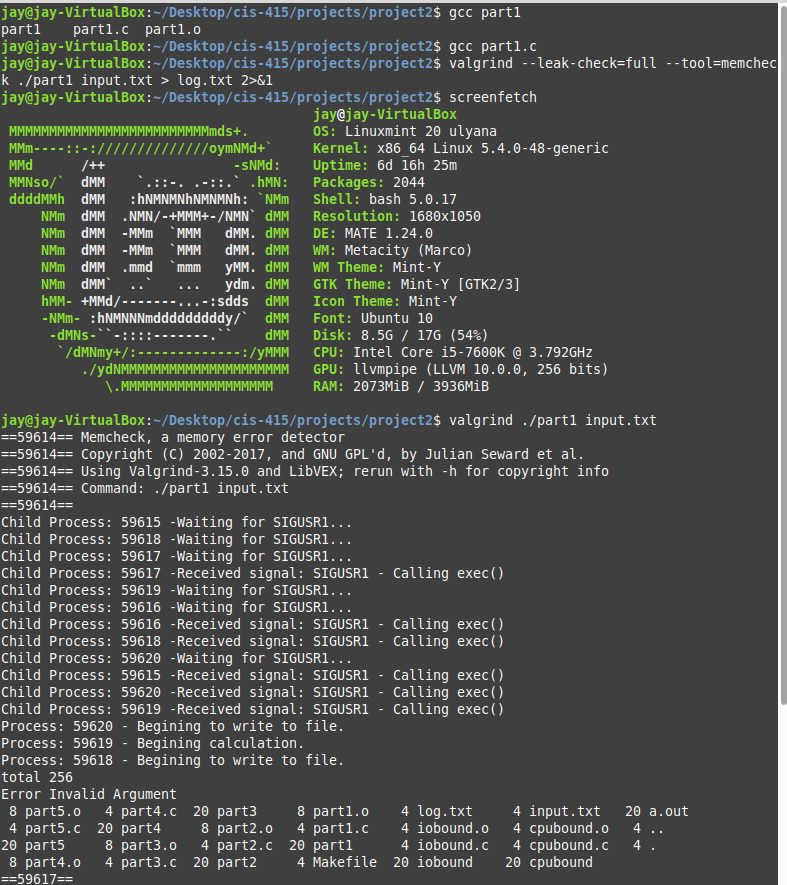 jay@jay-VirtualBox:~/Desktop/cis-415/projects/project2$ gcc part1
part1    part1.c  part1.o
jay@jay-VirtualBox:~/Desktop/cis-415/projects/project2$ gcc part1.c
jay@jay-VirtualBox:~/Desktop/cis-415/projects/project2$ valgrind --leak-check=full --tool=memchec
k ./part1 input.txt > log.txt 2>&1
jay@jay-VirtualBox:~/Desktop/cis-415/projects/project2$ screenfetch
                                       jay@jay-VirtualBox
 MMMMMMMMMMMMMMMMMMMMMMMMMmds+.        OS: Linuxmint 20 ulyana
 MMm----::-://////////////oymNMd+`     Kernel: x86_64 Linux 5.4.0-48-generic
 MMd      /++                -sNMd:    Uptime: 6d 16h 25m
 MMNso/`  dMM    `.::-. .-::.` .hMN:   Packages: 2044
 ddddMMh  dMM   :hNMNMNhNMNMNh: `NMm   Shell: bash 5.0.17
     NMm  dMM  .NMN/-+MMM+-/NMN` dMM   Resolution: 1680x1050
     NMm  dMM  -MMm  `MMM   dMM. dMM   DE: MATE 1.24.0
     NMm  dMM  -MMm  `MMM   dMM. dMM   WM: Metacity (Marco)
     NMm  dMM  .mmd  `mmm   yMM. dMM   WM Theme: Mint-Y
     NMm  dMM`  ..`   ...   ydm. dMM   GTK Theme: Mint-Y [GTK2/3]
     hMM- +MMd/-------...-:sdds  dMM   Icon Theme: Mint-Y
     -NMm- :hNMNNNmdddddddddy/`  dMM   Font: Ubuntu 10
      -dMNs-``-::::-------.``    dMM   Disk: 8.5G / 17G (54%)
       `/dMNmy+/:-------------:/yMMM   CPU: Intel Core i5-7600K @ 3.792GHz
          ./ydNMMMMMMMMMMMMMMMMMMMMM   GPU: llvmpipe (LLVM 10.0.0, 256 bits)
             \.MMMMMMMMMMMMMMMMMMM     RAM: 2073MiB / 3936MiB
jay@jay-VirtualBox:~/Desktop/cis-415/projects/project2$ valgrind ./part1 input.txt
==59614== Memcheck, a memory error detector
==59614== Copyright (C) 2002-2017, and GNU GPL'd, by Julian Seward et al.
==59614== Using Valgrind-3.15.0 and LibVEX; rerun with -h for copyright info
==59614== Command: ./part1 input.txt
==59614==
Child Process: 59615 -Waiting for SIGUSR1...
Child Process: 59618 -Waiting for SIGUSR1...
Child Process: 59617 -Waiting for SIGUSR1...
Child Process: 59617 -Received signal: SIGUSR1 - Calling exec()
Child Process: 59619 -Waiting for SIGUSR1...
Child Process: 59616 -Waiting for SIGUSR1...
Child Process: 59616 -Received signal: SIGUSR1 - Calling exec()
Child Process: 59618 -Received signal: SIGUSR1 - Calling exec()
Child Process: 59620 -Waiting for SIGUSR1...
Child Process: 59615 -Received signal: SIGUSR1 - Calling exec()
Child Process: 59620 -Received signal: SIGUSR1 - Calling exec()
Child Process: 59619 -Received signal: SIGUSR1 - Calling exec()
Process: 59620 - Begining to write to file.
Process: 59619 - Begining calculation.
Process: 59618 - Begining to write to file.
total 256
Error Invalid Argument
 8 part5.o   4 part4.c  20 part3     8 part1.o    4 log.txt     4 input.txt   20 a.out
 4 part5.c  20 part4     8 part2.o   4 part1.c    4 iobound.o   4 cpubound.o   4 ..
20 part5     8 part3.o   4 part2.c  20 part1      4 iobound.c   4 cpubound.c   4 .
 8 part4.o   4 part3.c  20 part2     4 Makefile  20 iobound    20 cpubound
==59617==